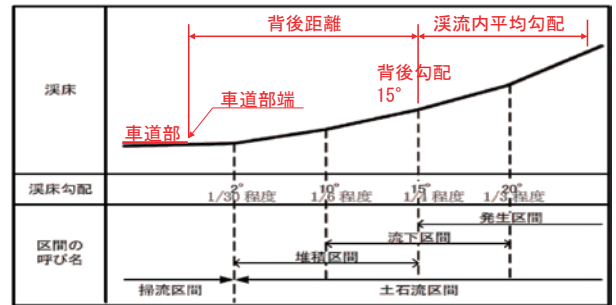 背後距離
渓流内平均勾配
渓床
背後勾配
15°
車道部端
車道部
渓床勾配
2°
1/30 程度
10°
1/6 程度
15°
1/4 程度
20°
1/3 程度
区間の
呼び名
発生区間
流下区間
堆積区間
掃流区間
土石流区間